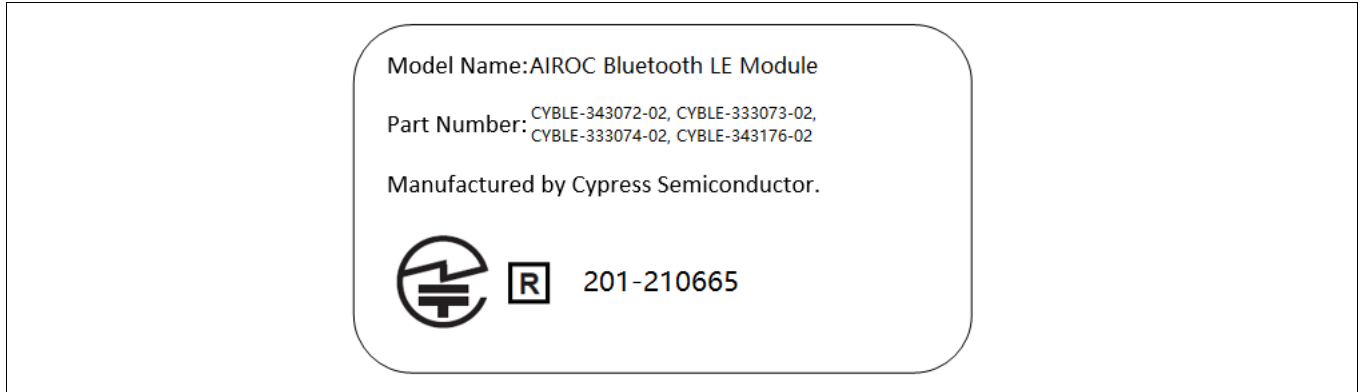 Model Name:AIROC Bluetooth LE Module
Part Number: CYBLE-343072-02, CYBLE-333073-02,
CYBLE-333074-02, CYBLE-343176-02
Manufactured by Cypress Semiconductor.
R 201-210665